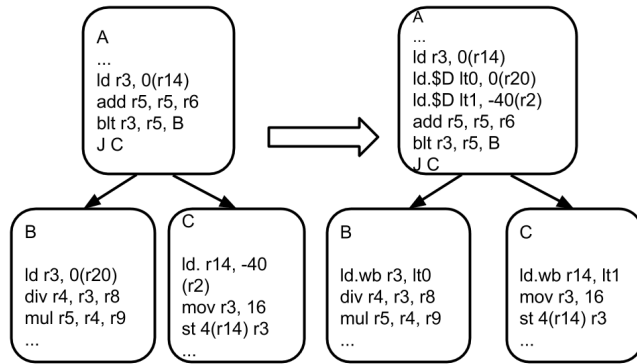 A
...
ld r3, 0(r14)
add r5, r5, r6
blt r3, r5, B
J C
B
ld r3, 0(r20)
div r4, r3, r8
mul r5, r4, r9
...
C
ld. r14, -40
(r2)
mov r3, 16
st 4(r14) r3
...
A
...
ld r3, 0(r14)
ld.$D lt0, 0(r20)
ld.$D lt1, -40(r2)
add r5, r5, r6
blt r3, r5, B
J C
B
ld.wb r3, lt0
div r4, r3, r8
mul r5, r4, r9
...
C
ld.wb r14, lt1
mov r3, 16
st 4(r14) r3
...